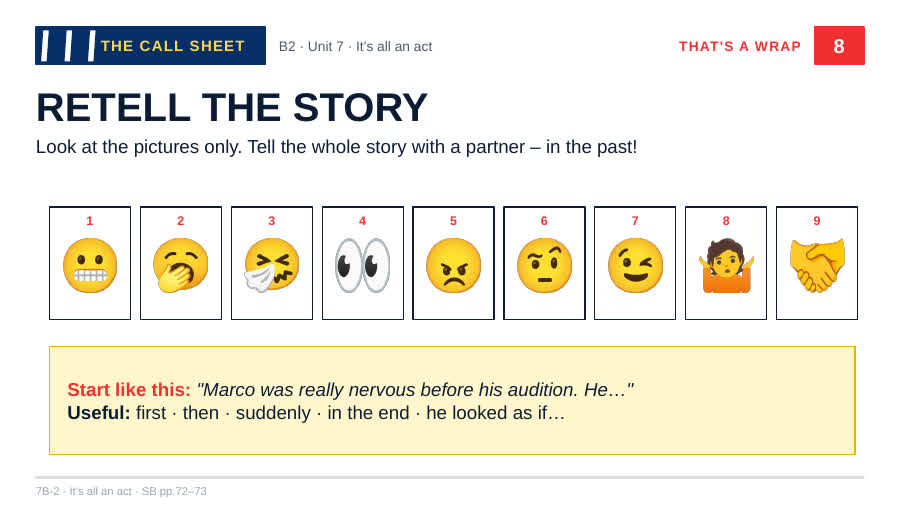 THE CALL SHEET
B2 · Unit 7 · It's all an act
THAT'S A WRAP
8
RETELL THE STORY
Look at the pictures only. Tell the whole story with a partner – in the past!
1
2
3
4
5
6
7
8
9
Start like this: "Marco was really nervous before his audition. He…"
Useful: first · then · suddenly · in the end · he looked as if…
7B-2 · It's all an act · SB pp.72–73